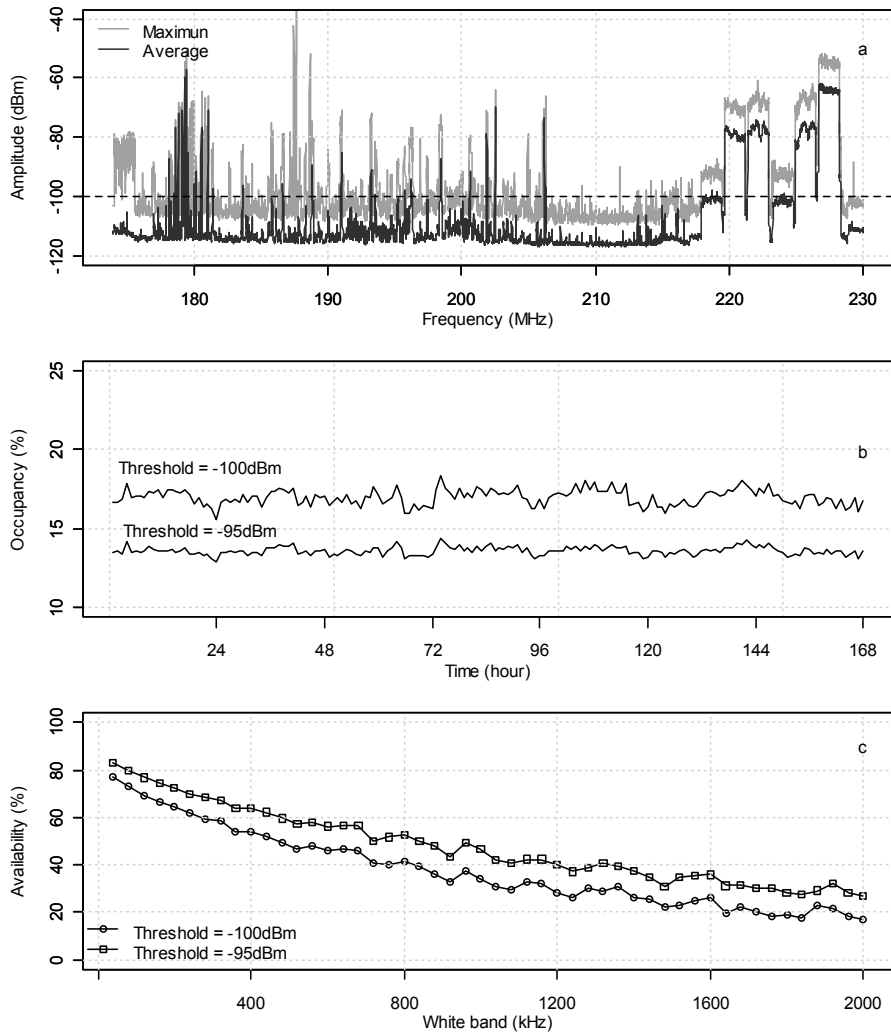 -40
Maximun
Average
a
-60
-80
-100
-120
Amplitude (dBm)
180
190
200
210
220
230
Frequency (MHz)
25
20
15
10
Occupancy (%)
b
Threshold = -100dBm
Threshold = -95dBm
24
48
72
96
120
144
168
Time (hour)
100
80
60
40
20
0
Availability (%)
c
Threshold = -100dBm
Threshold = -95dBm
400
800
1200
1600
2000
White band (kHz)